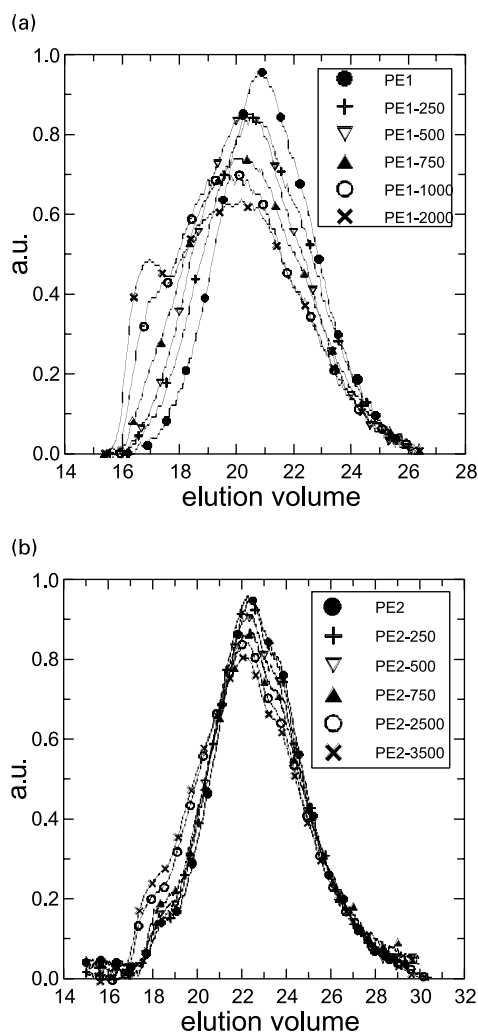 (a)
1.0
0.8
0.6
0.4
0.2
0.0
a.u.
PE1
PE1-250
PE1-500
PE1-750
PE1-1000
PE1-2000
14 16 18 20 22 24 26 28
elution volume
(b)
1.0
0.8
0.6
0.4
0.2
0.0
a.u.
PE2
PE2-250
PE2-500
PE2-750
PE2-2500
PE2-3500
14 16 18 20 22 24 26 28 30 32
elution volume